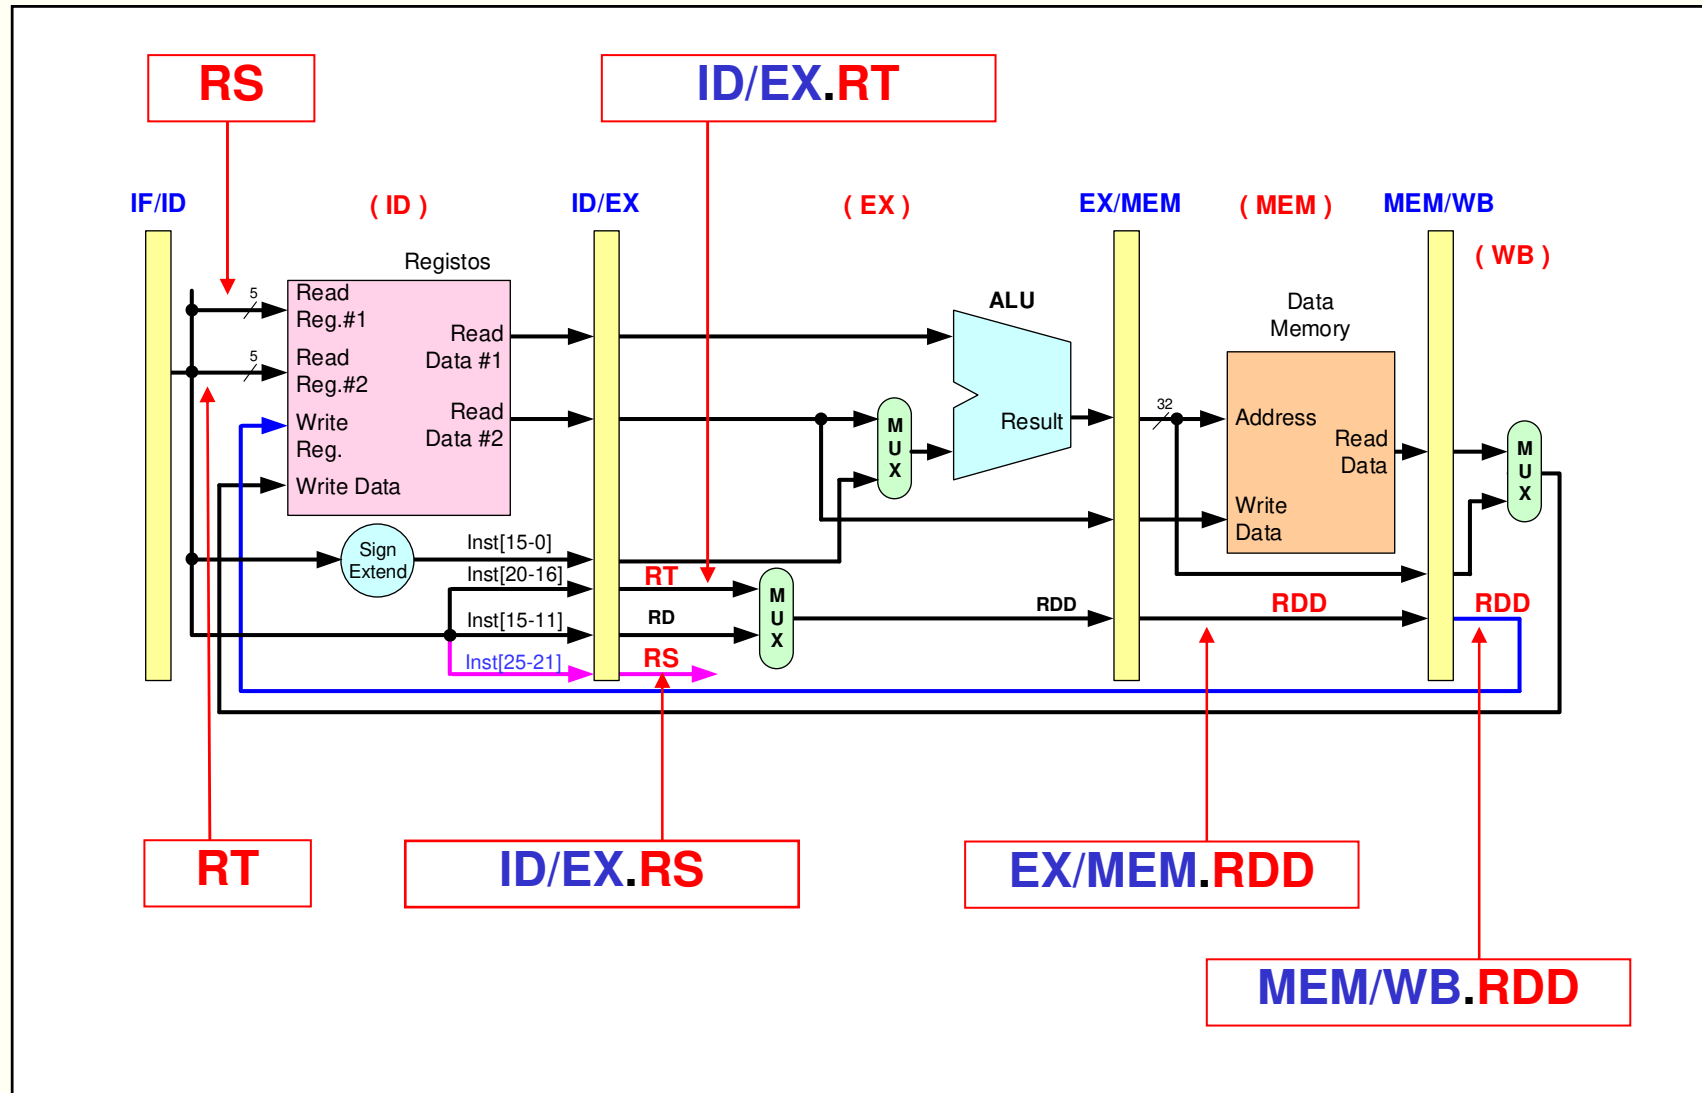 RS
ID/EX.RT
IF/ID
( ID )
ID/EX
( EX )
EX/MEM
( MEM )
MEM/WB
( WB )
Registos
5
Read
Reg.#1
5
Read
Reg.#2
Write
Reg.
Write Data
Read
Data #1
Read
Data #2
ALU
Result
M
U
X
Data
Memory
32
Address
Read
Data
Write
Data
M
U
X
Sign
Extend
Inst[15-0]
Inst[20-16]
Inst[15-11]
Inst[25-21]
RT
RD
RS
M
U
X
RDD
RDD
RDD
RT
ID/EX.RS
EX/MEM.RDD
MEM/WB.RDD